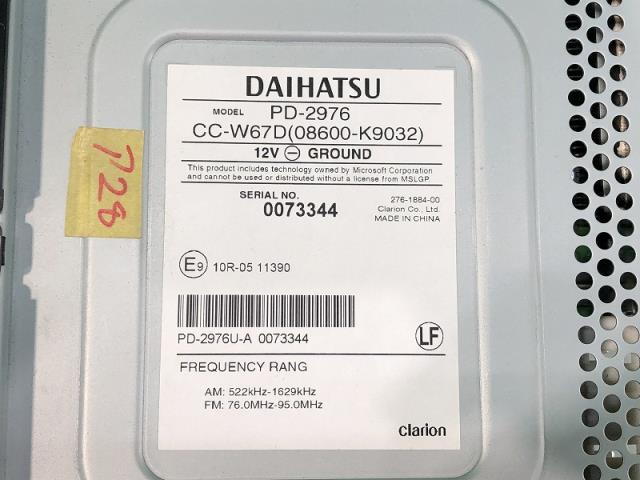 DAIHATSU
MODEL PD-2976
CC-W67D(08600-K9032)
12V ⊖ GROUND
This product includes technology owned by Microsoft Corporation
and cannot be used or distributed without a license from MSLGP.
SERIAL NO.
0073344
276-1884-00
Clarion Co., Ltd.
MADE IN CHINA
E9 10R-05 11390
PD-2976U-A 0073344
LF
FREQUENCY RANG
AM: 522kHz-1629kHz
FM: 76.0MHz-95.0MHz
clarion
P28